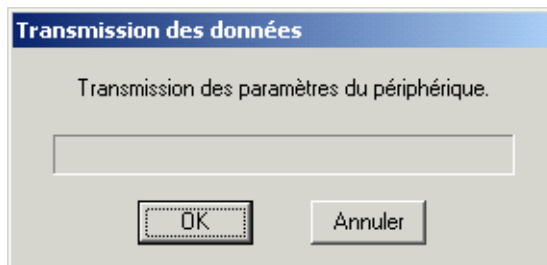 Transmission des données
Transmission des paramètres du périphérique.
OK
Annuler